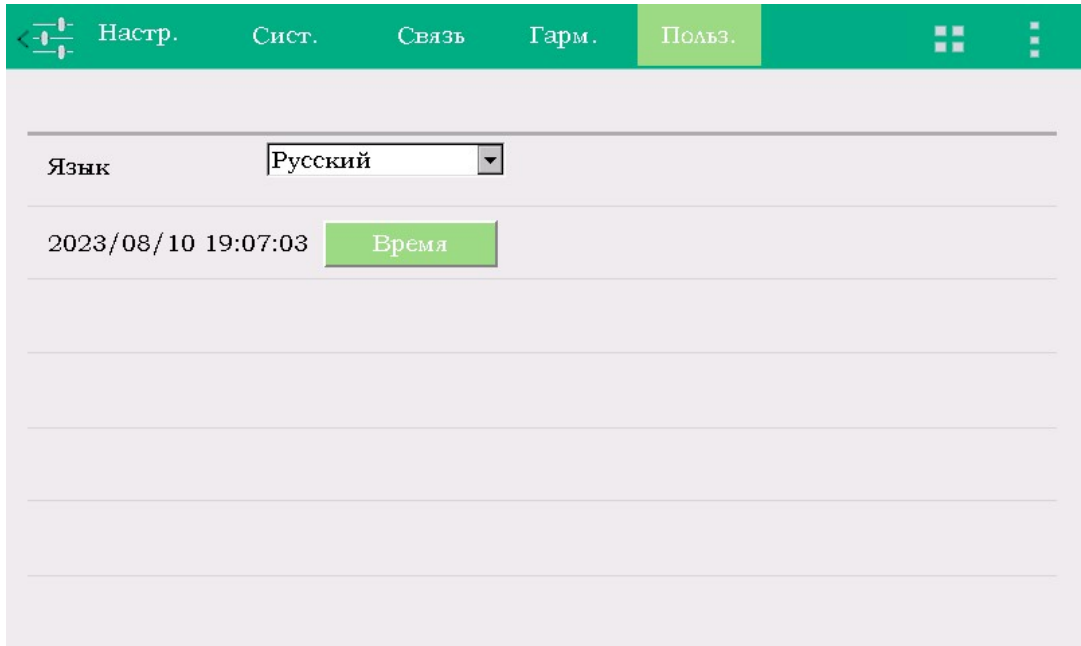 Настр. Сист. Связь Гарм. Польз.
Язык Русский
2023/08/10 19:07:03 Время